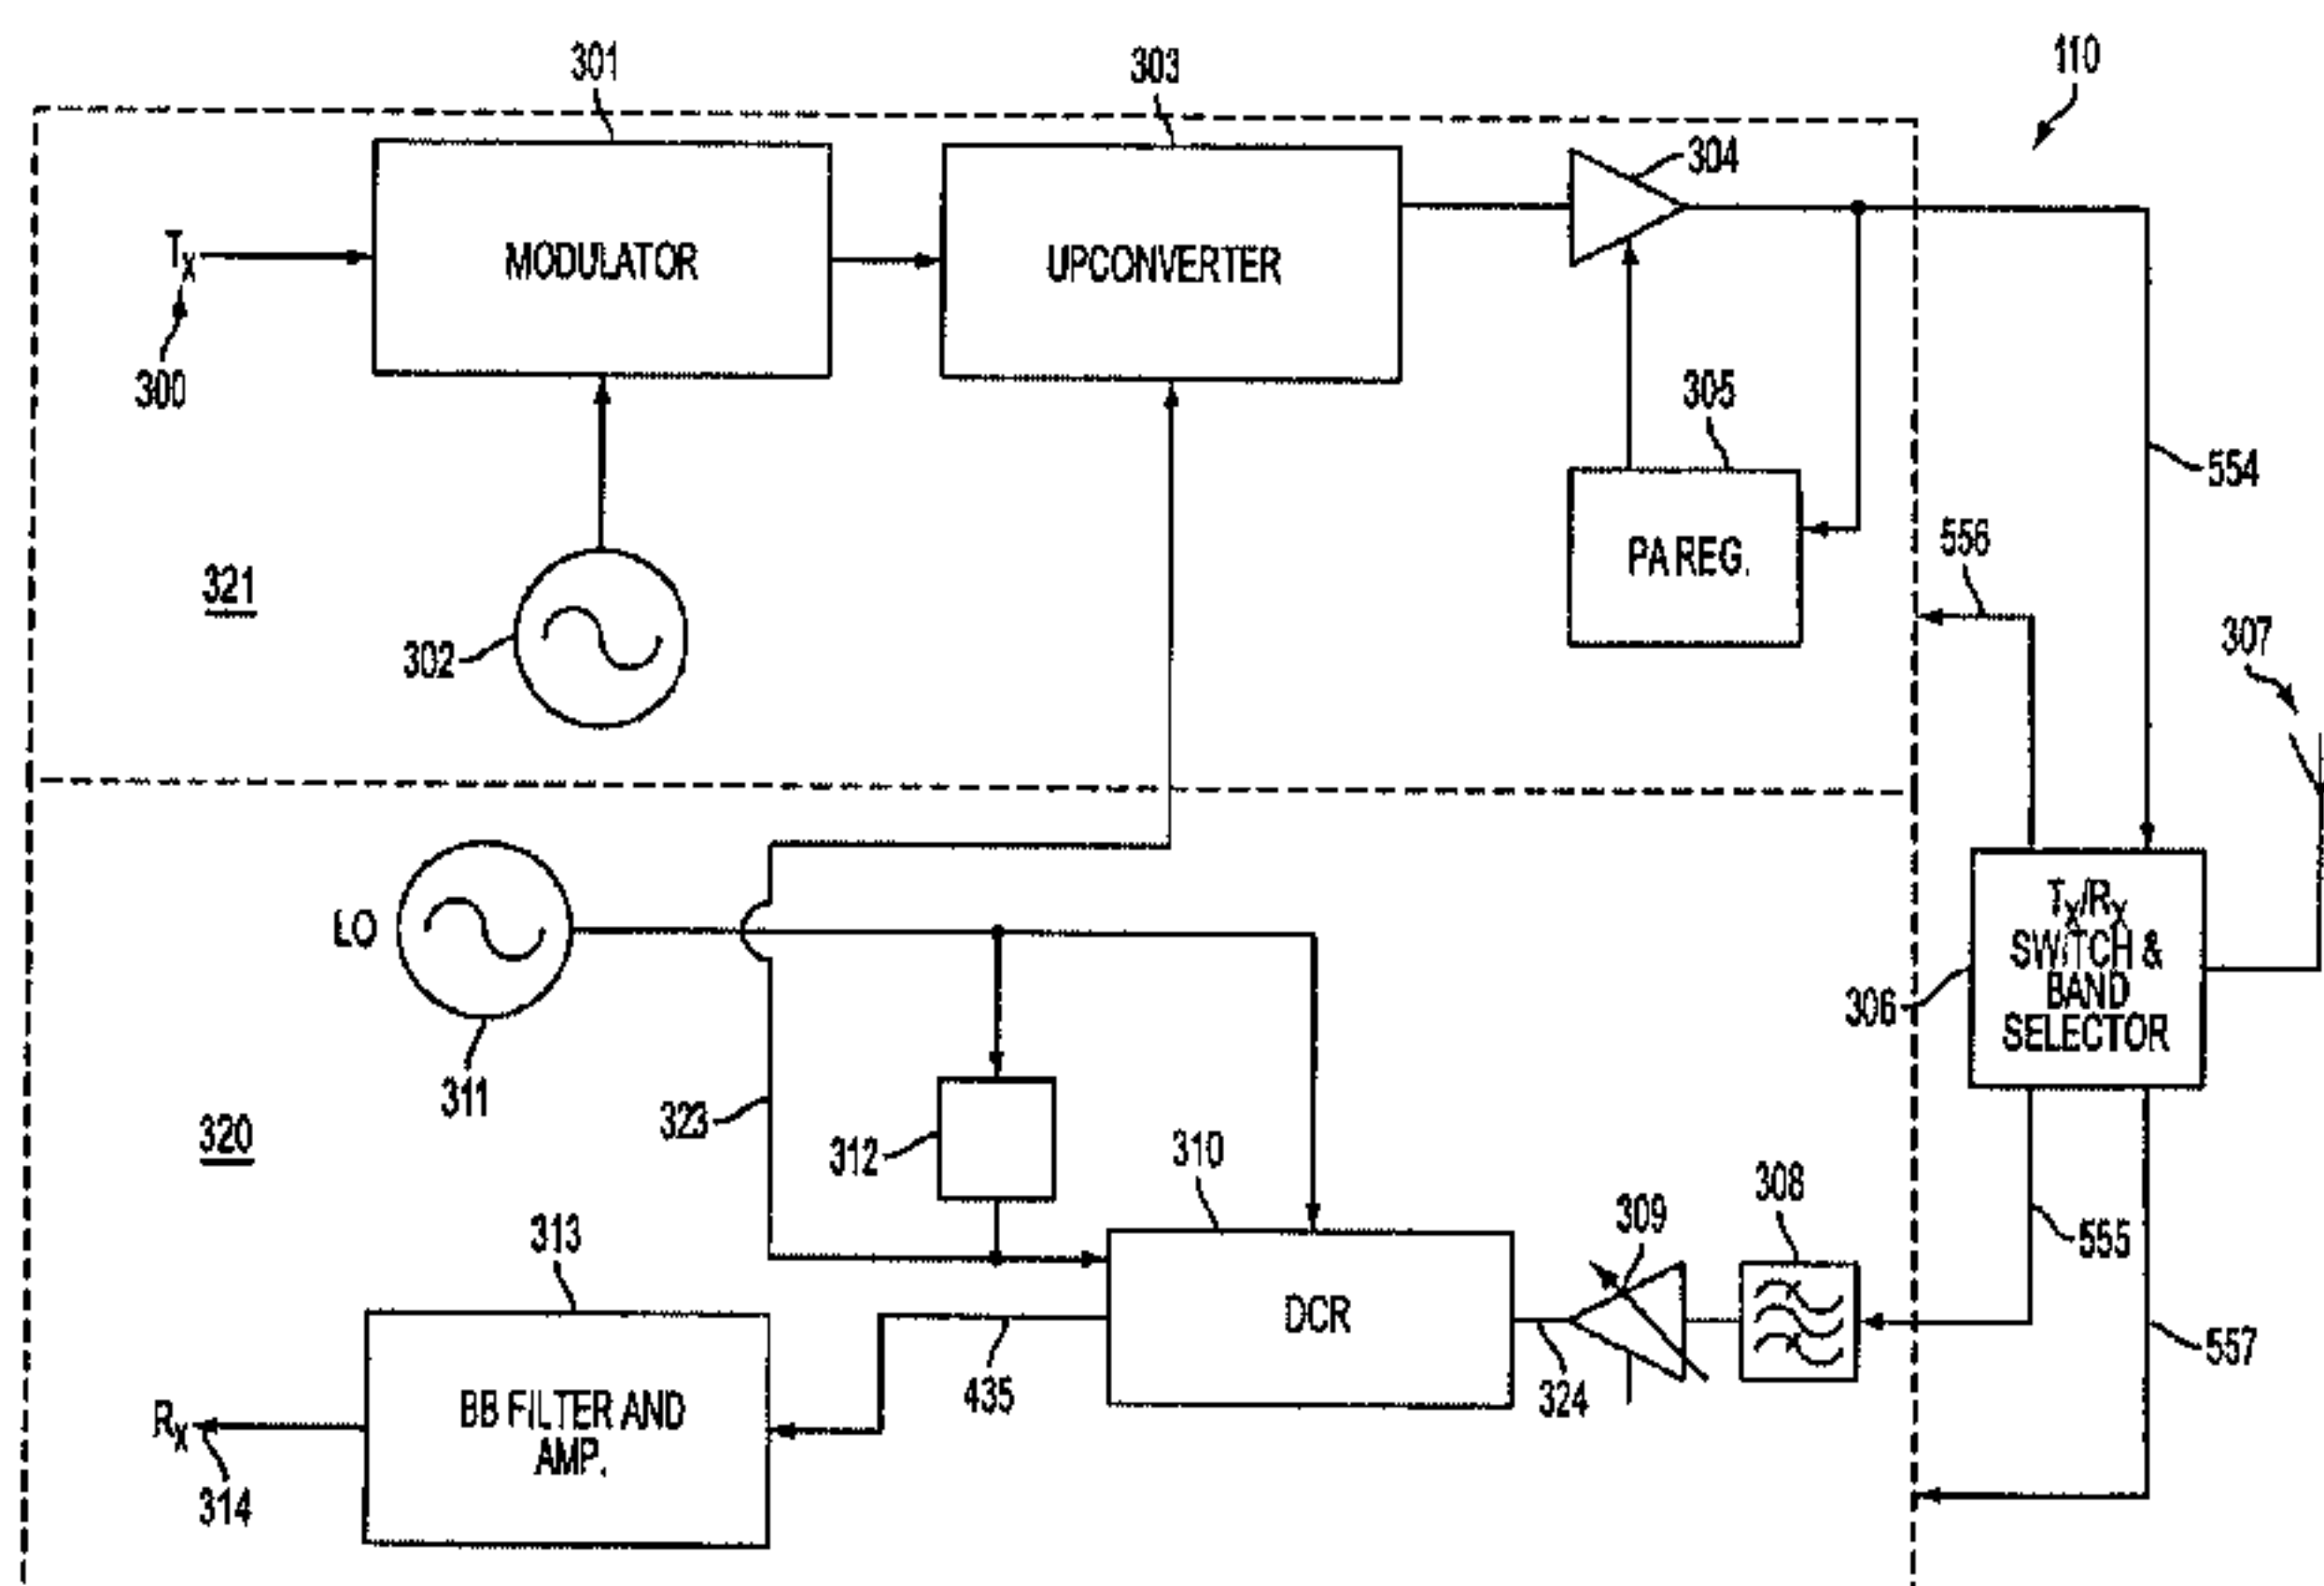 301
303
110
304
Tx
MODULATOR
UPCONVERTER
300
305
554
PA REG.
556
321
302
307
LO
Tx/Rx
SWITCH &
BAND
SELECTOR
306
311
323
312
310
308
309
320
313
555
DCR
557
435
324
BB FILTER AND
AMP.
Rx
314